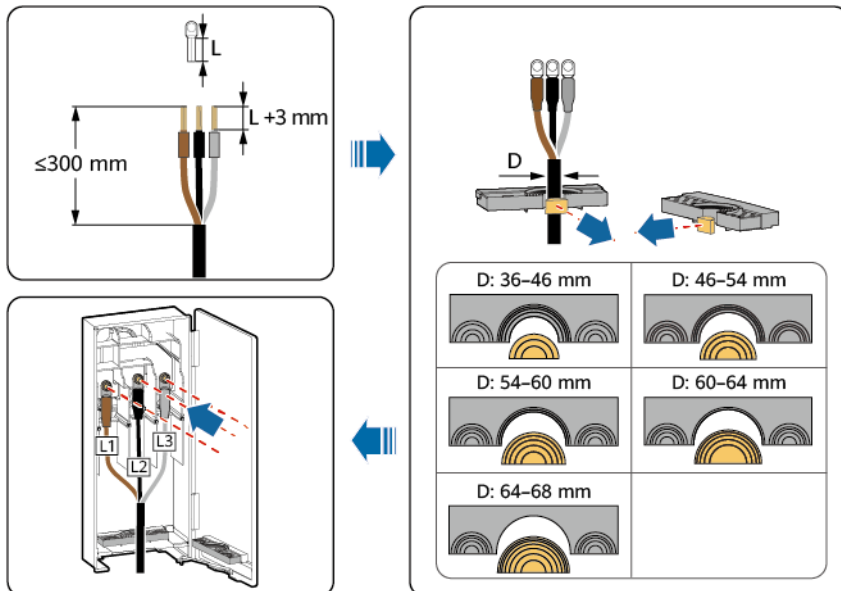 L
L +3 mm
≤300 mm
D
D: 36–46 mm
D: 46–54 mm
D: 54–60 mm
D: 60–64 mm
D: 64–68 mm
L1
L2
L3